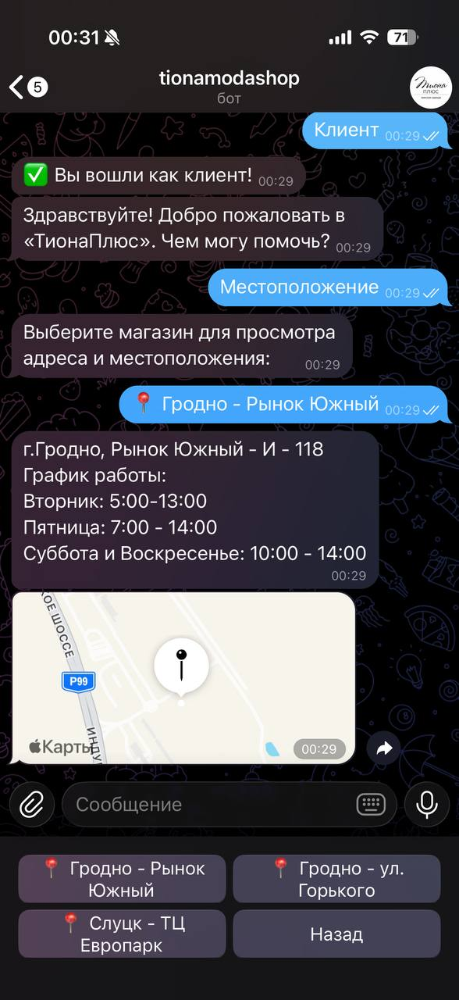 00:31
71
5
tionamodashop
бот
Тиона
ПЛЮС
Клиент 00:29
✅ Вы вошли как клиент! 00:29
Здравствуйте! Добро пожаловать в
«ТионаПлюс». Чем могу помочь? 00:29
Местоположение 00:29
Выберите магазин для просмотра
адреса и местоположения: 00:29
📍 Гродно - Рынок Южный 00:29
г.Гродно, Рынок Южный - И - 118
График работы:
Вторник: 5:00-13:00
Пятница: 7:00 - 14:00
Суббота и Воскресенье: 10:00 - 14:00
00:29
КОЕ ШОССЕ
P99
ИНДУ
Карты
00:29
Сообщение
📍 Гродно - Рынок
Южный
📍 Гродно - ул.
Горького
📍 Слуцк - ТЦ
Европарк
Назад